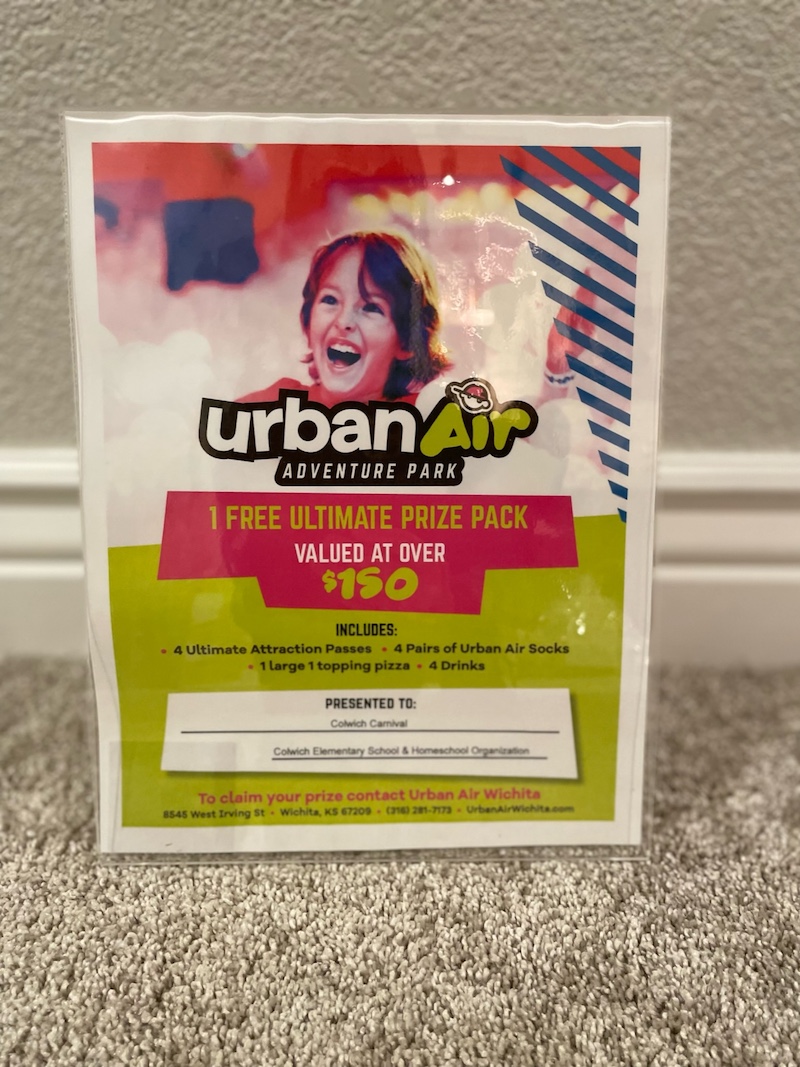 urban Air
ADVENTURE PARK
1 FREE ULTIMATE PRIZE PACK
VALUED AT OVER
$150
INCLUDES:
• 4 Ultimate Attraction Passes • 4 Pairs of Urban Air Socks
• 1 large 1 topping pizza • 4 Drinks
PRESENTED TO:
Colwich Carnival
Colwich Elementary School & Homeschool Organization
To claim your prize contact Urban Air Wichita
8545 West Irving St • Wichita, KS 67209 • (316) 281-7173 • UrbanAirWichita.com